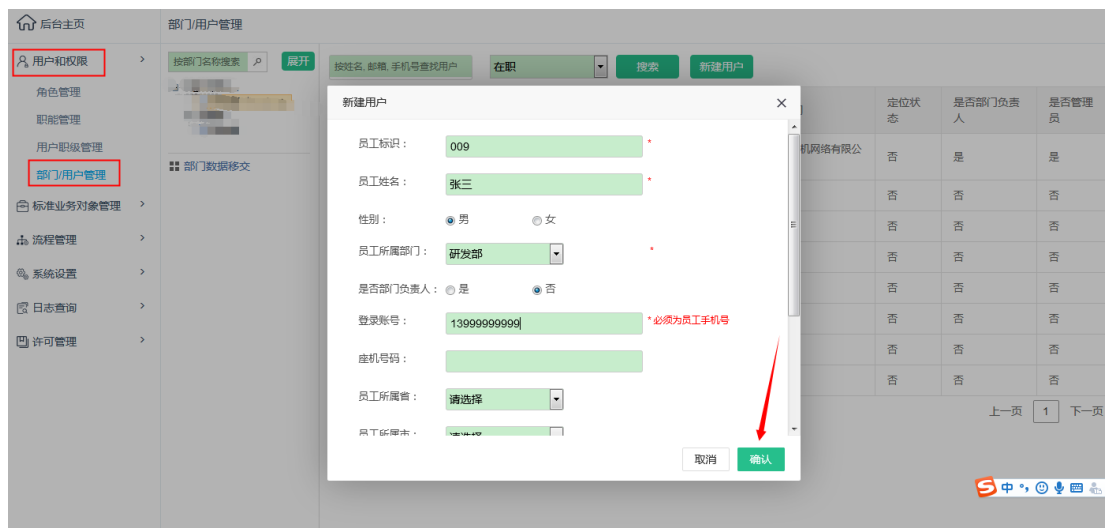 后台主页
部门/用户管理
用户和权限
角色管理
职能管理
用户职级管理
部门/用户管理
标准业务对象管理
流程管理
系统设置
日志查询
许可管理
按部门名称搜索
展开
部门数据移交
按姓名, 邮箱, 手机号查找用户
在职
搜索
新建用户
新建用户
员工标识：
009
*
员工姓名：
张三
*
性别：
男
女
员工所属部门：
研发部
*
是否部门负责人：
是
否
登录账号：
13999999999
*必须为员工手机号
座机号码：
员工所属省：
请选择
员工所属市：
请选择
取消
确认
定位状态
是否部门负责人
是否管理员
机网络有限公
否 是 是
否 否 否
否 否 否
否 否 否
否 否 否
否 否 否
否 否 否
否 否 否
上一页 1 下一页
中